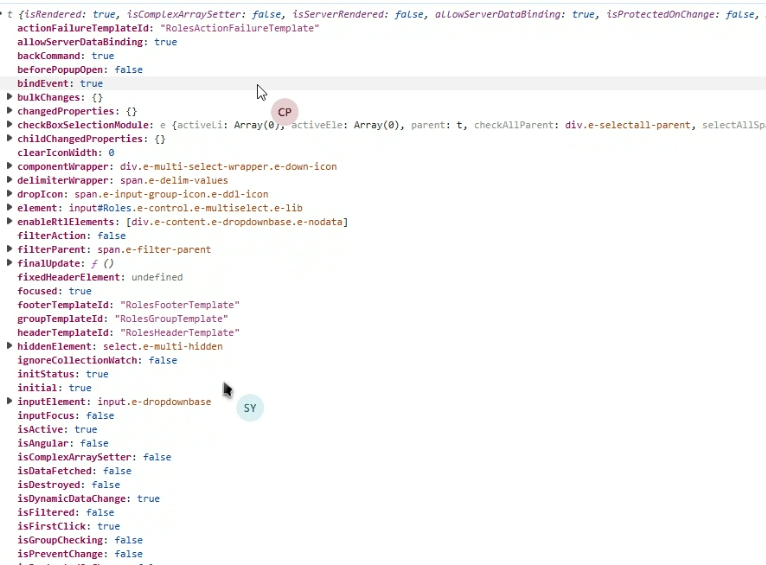 t {isRendered: true, isComplexArraySetter: false, isServerRendered: false, allowServerDataBinding: true, isProtectedOnChange: false,
actionFailureTemplateId: "RolesActionFailureTemplate"
allowServerDataBinding: true
backCommand: true
beforePopupOpen: false
bindEvent: true
bulkChanges: {}
CP
changedProperties: {}
checkBoxSelectionModule: e {activeLi: Array(0), activeEle: Array(0), parent: t, checkAllParent: div.e-selectall-parent, selectAllSp
childChangedProperties: {}
clearIconWidth: 0
componentWrapper: div.e-multi-select-wrapper.e-down-icon
delimiterWrapper: span.e-delim-values
dropIcon: span.e-input-group-icon.e-ddl-icon
element: input#Roles.e-control.e-multiselect.e-lib
enableRtlElements: [div.e-content.e-dropdownbase.e-nodata]
filterAction: false
filterParent: span.e-filter-parent
finalUpdate: ƒ ()
fixedHeaderElement: undefined
focused: true
footerTemplateId: "RolesFooterTemplate"
groupTemplateId: "RolesGroupTemplate"
headerTemplateId: "RolesHeaderTemplate"
hiddenElement: select.e-multi-hidden
ignoreCollectionWatch: false
initStatus: true
initial: true
inputElement: input.e-dropdownbase
SY
inputFocus: false
isActive: true
isAngular: false
isComplexArraySetter: false
isDataFetched: false
isDestroyed: false
isDynamicDataChange: true
isFiltered: false
isFirstClick: true
isGroupChecking: false
isPreventChange: false